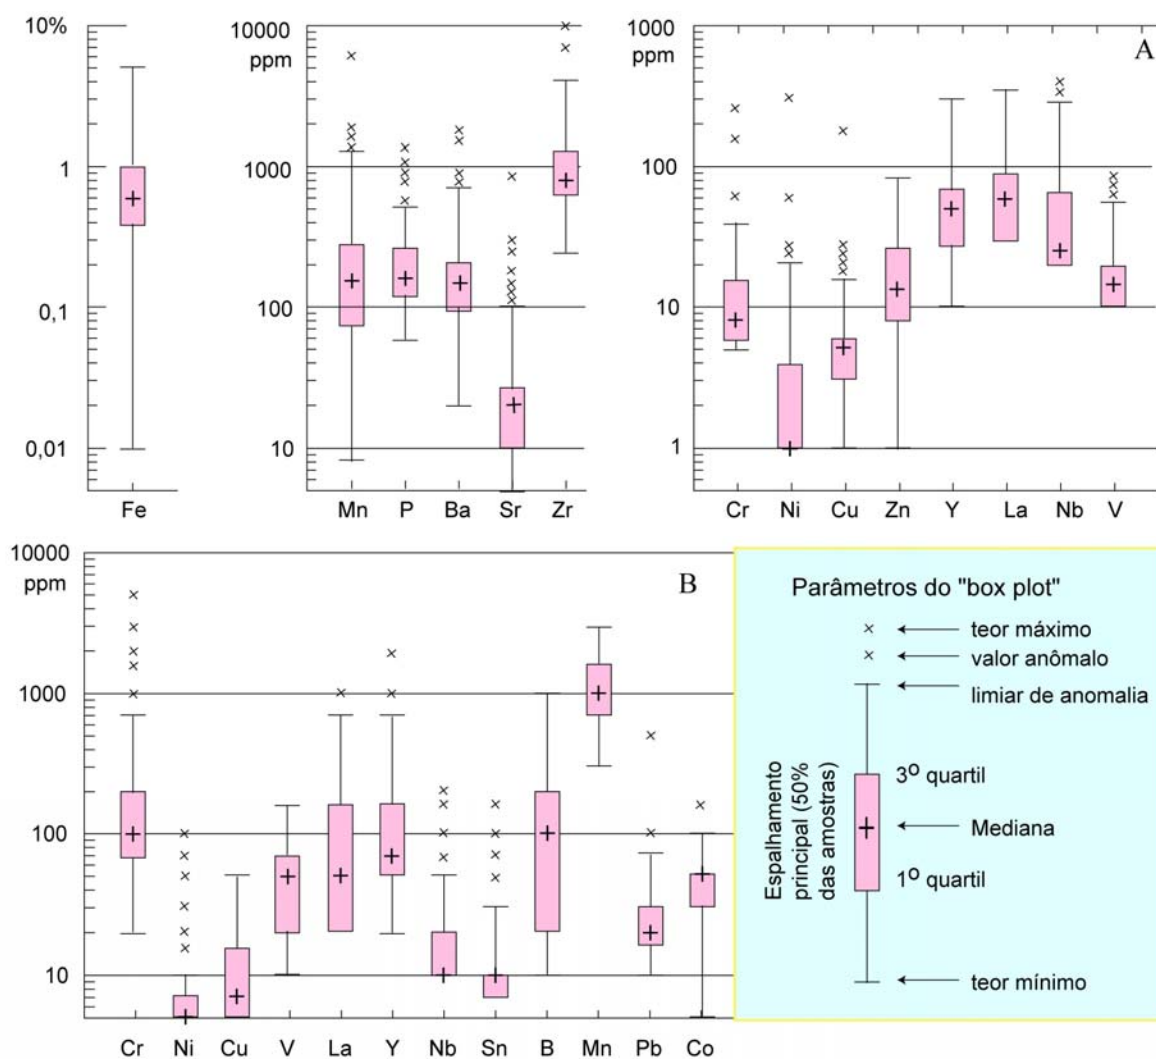 10%
1
0,1
0,01
Fe
10000
ppm
1000
100
10
Mn P Ba Sr Zr
1000
ppm
100
10
1
A
Cr Ni Cu Zn Y La Nb V
10000
ppm
1000
100
10
B
Cr Ni Cu V La Y Nb Sn B Mn Pb Co
Parâmetros do "box plot"
teor máximo
valor anômalo
limiar de anomalia
3º quartil
Mediana
1º quartil
teor mínimo
Espalhamento
principal (50%
das amostras)